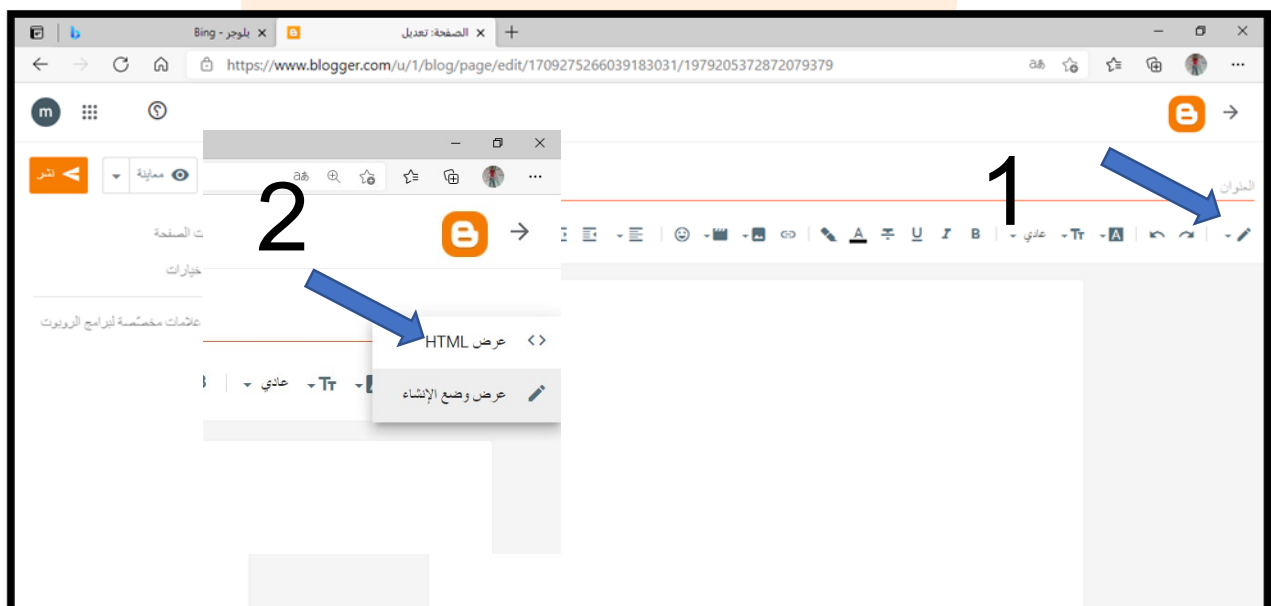 بلوجر - Bing
الصفحة: تعديل
https://www.blogger.com/u/1/blog/page/edit/1709275266039183031/1979205372872079379
m
نشر
معاينة
1
العنوان
2
عادي
ت الصفحة
خيارات
علامات مخصّصة لبرامج الروبوت
عرض HTML
عرض وضع الإنشاء
عادي